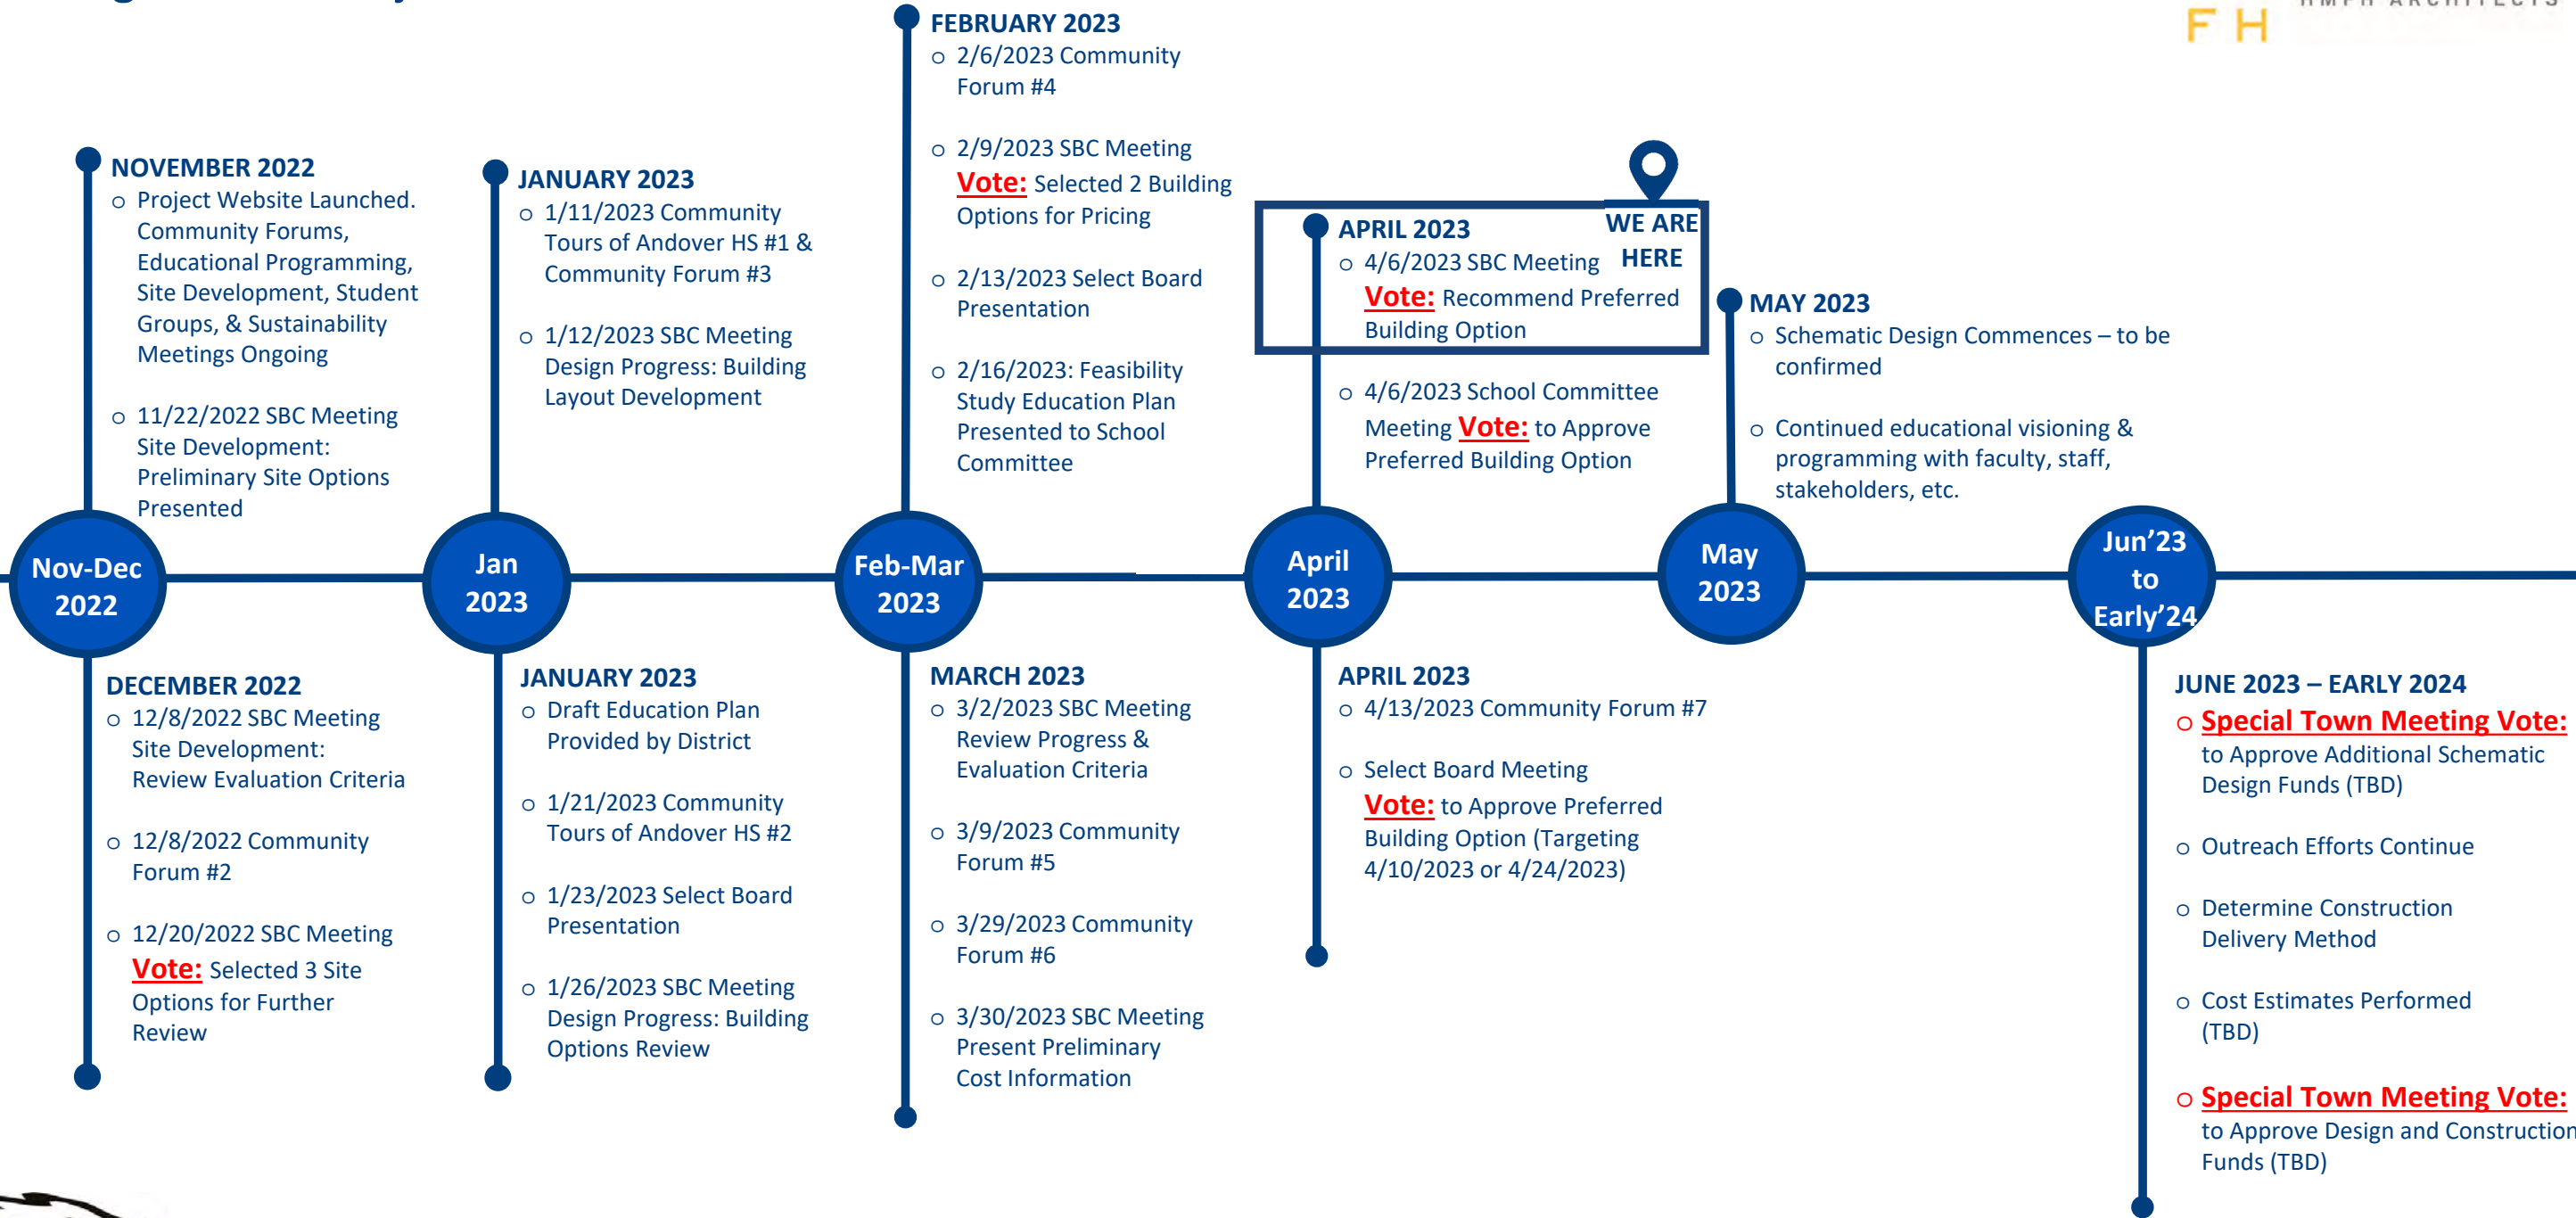 F H
HMFH ARCHITECTS
NOVEMBER 2022
o Project Website Launched.
Community Forums,
Educational Programming,
Site Development, Student
Groups, & Sustainability
Meetings Ongoing
o 11/22/2022 SBC Meeting
Site Development:
Preliminary Site Options
Presented
JANUARY 2023
o 1/11/2023 Community
Tours of Andover HS #1 &
Community Forum #3
o 1/12/2023 SBC Meeting
Design Progress: Building
Layout Development
FEBRUARY 2023
o 2/6/2023 Community
Forum #4
o 2/9/2023 SBC Meeting
Vote: Selected 2 Building
Options for Pricing
o 2/13/2023 Select Board
Presentation
o 2/16/2023: Feasibility
Study Education Plan
Presented to School
Committee
WE ARE
HERE
APRIL 2023
o 4/6/2023 SBC Meeting
Vote: Recommend Preferred
Building Option
o 4/6/2023 School Committee
Meeting Vote: to Approve
Preferred Building Option
MAY 2023
o Schematic Design Commences – to be
confirmed
o Continued educational visioning &
programming with faculty, staff,
stakeholders, etc.
Nov-Dec
2022
Jan
2023
Feb-Mar
2023
April
2023
May
2023
Jun’23
to
Early’24
DECEMBER 2022
o 12/8/2022 SBC Meeting
Site Development:
Review Evaluation Criteria
o 12/8/2022 Community
Forum #2
o 12/20/2022 SBC Meeting
Vote: Selected 3 Site
Options for Further
Review
JANUARY 2023
o Draft Education Plan
Provided by District
o 1/21/2023 Community
Tours of Andover HS #2
o 1/23/2023 Select Board
Presentation
o 1/26/2023 SBC Meeting
Design Progress: Building
Options Review
MARCH 2023
o 3/2/2023 SBC Meeting
Review Progress &
Evaluation Criteria
o 3/9/2023 Community
Forum #5
o 3/29/2023 Community
Forum #6
o 3/30/2023 SBC Meeting
Present Preliminary
Cost Information
APRIL 2023
o 4/13/2023 Community Forum #7
o Select Board Meeting
Vote: to Approve Preferred
Building Option (Targeting
4/10/2023 or 4/24/2023)
JUNE 2023 – EARLY 2024
o Special Town Meeting Vote:
to Approve Additional Schematic
Design Funds (TBD)
o Outreach Efforts Continue
o Determine Construction
Delivery Method
o Cost Estimates Performed
(TBD)
o Special Town Meeting Vote:
to Approve Design and Construction
Funds (TBD)